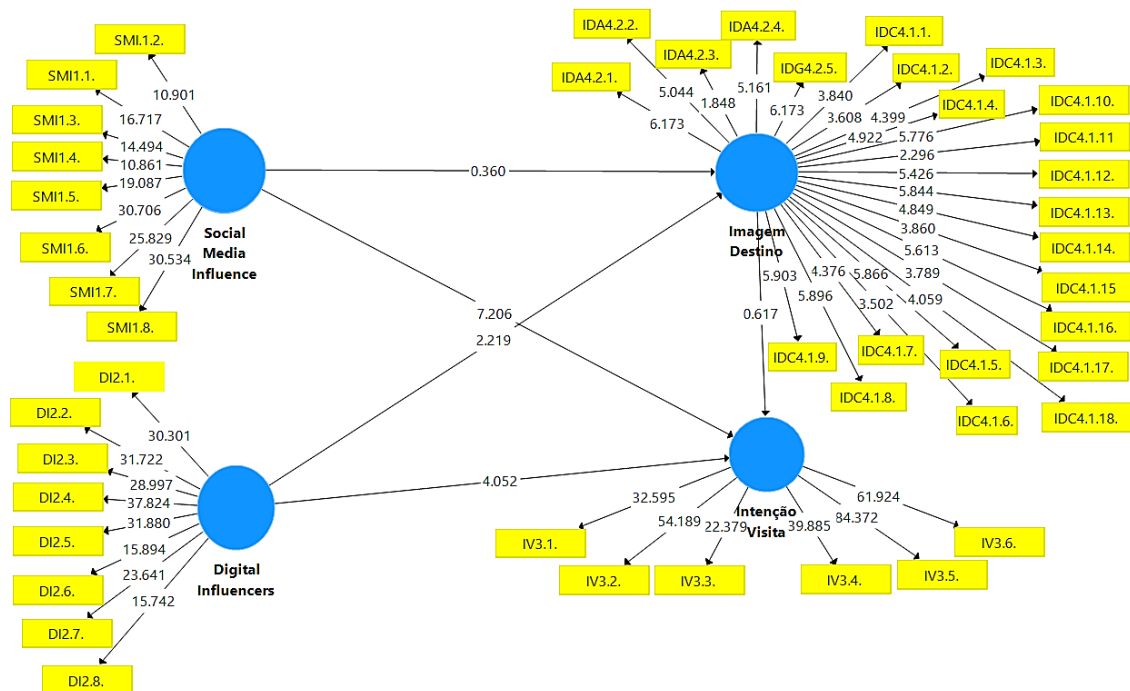 SMI.1.2.
SMI1.1.
SMI1.3.
SMI1.4.
SMI1.5.
SMI1.6.
SMI1.7.
SMI1.8.
10.901
16.717
14.494
10.861
19.087
30.706
25.829
30.534
Social
Media
Influence
0.360
7.206
2.219
4.052
0.617
DI2.1.
DI2.2.
DI2.3.
DI2.4.
DI2.5.
DI2.6.
DI2.7.
DI2.8.
30.301
31.722
28.997
37.824
31.880
15.894
23.641
15.742
Digital
Influencers
IDA4.2.2.
IDA4.2.4.
IDA4.2.3.
IDA4.2.1.
IDG4.2.5.
IDC4.1.1.
IDC4.1.2.
IDC4.1.3.
IDC4.1.4.
IDC4.1.10.
IDC4.1.11
IDC4.1.12.
IDC4.1.13.
IDC4.1.14.
IDC4.1.15
IDC4.1.16.
IDC4.1.17.
IDC4.1.18.
5.044
1.848
5.161
6.173
6.173
3.840
3.608
4.399
4.922
5.776
2.296
5.426
5.844
4.849
3.860
5.613
3.789
4.059
5.866
3.502
4.376
5.896
5.903
Imagem
Destino
IDC4.1.9.
IDC4.1.7.
IDC4.1.5.
IDC4.1.8.
IDC4.1.6.
Intenção
Visita
32.595
54.189
22.379
39.885
84.372
61.924
IV3.1.
IV3.2.
IV3.3.
IV3.4.
IV3.5.
IV3.6.